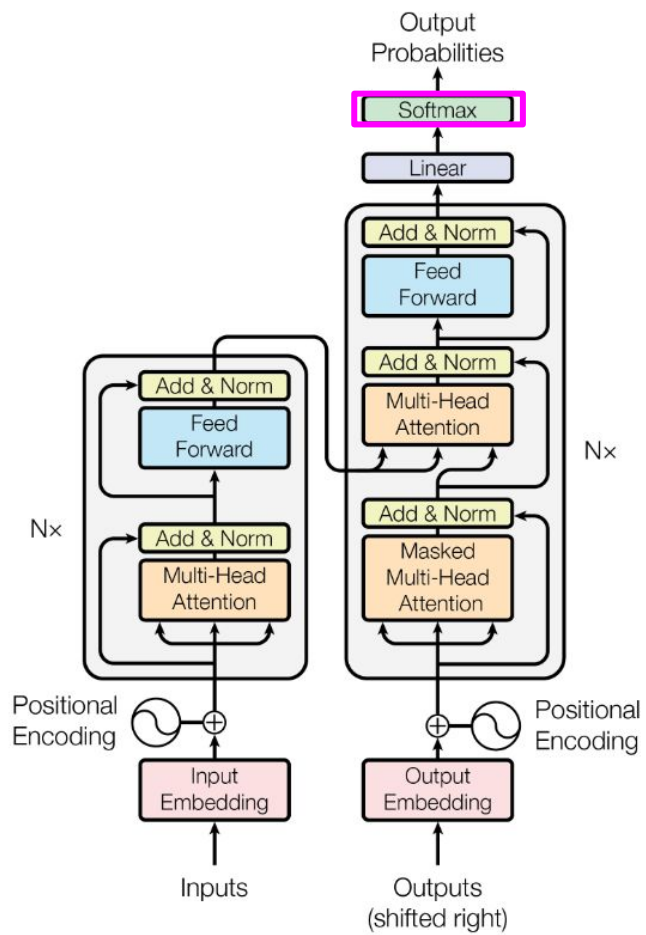 Output
Probabilities
Softmax
Linear
Add & Norm
Feed
Forward
Add & Norm
Multi-Head
Attention
Add & Norm
Masked
Multi-Head
Attention
N×
Add & Norm
Feed
Forward
Add & Norm
Multi-Head
Attention
N×
Positional
Encoding
Positional
Encoding
Input
Embedding
Output
Embedding
Inputs
Outputs
(shifted right)